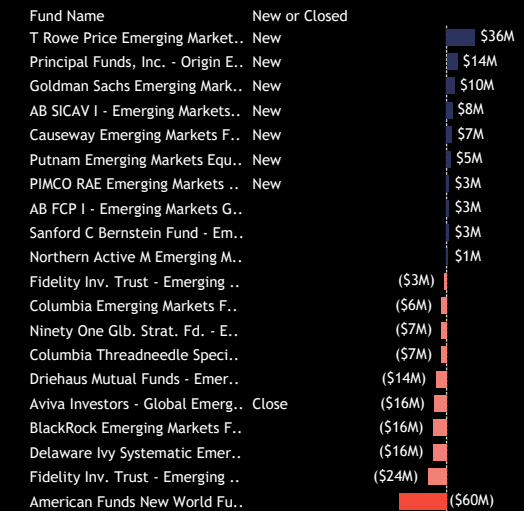 Fund Name New or Closed
T Rowe Price Emerging Market.. New $36M
Principal Funds, Inc. - Origin E.. New $14M
Goldman Sachs Emerging Mark.. New $10M
AB SICAV I - Emerging Markets.. New $8M
Causeway Emerging Markets F.. New $7M
Putnam Emerging Markets Equ.. New $5M
PIMCO RAE Emerging Markets .. New $3M
AB FCP I - Emerging Markets G.. $3M
Sanford C Bernstein Fund - Em.. $3M
Northern Active M Emerging M.. $1M
Fidelity Inv. Trust - Emerging .. ($3M)
Columbia Emerging Markets F.. ($6M)
Ninety One Glb. Strat. Fd. - E.. ($7M)
Columbia Threadneedle Speci.. ($7M)
Driehaus Mutual Funds - Emer.. ($14M)
Aviva Investors - Global Emerg.. Close ($16M)
BlackRock Emerging Markets F.. ($16M)
Delaware Ivy Systematic Emer.. ($16M)
Fidelity Inv. Trust - Emerging .. ($24M)
American Funds New World Fu.. ($60M)